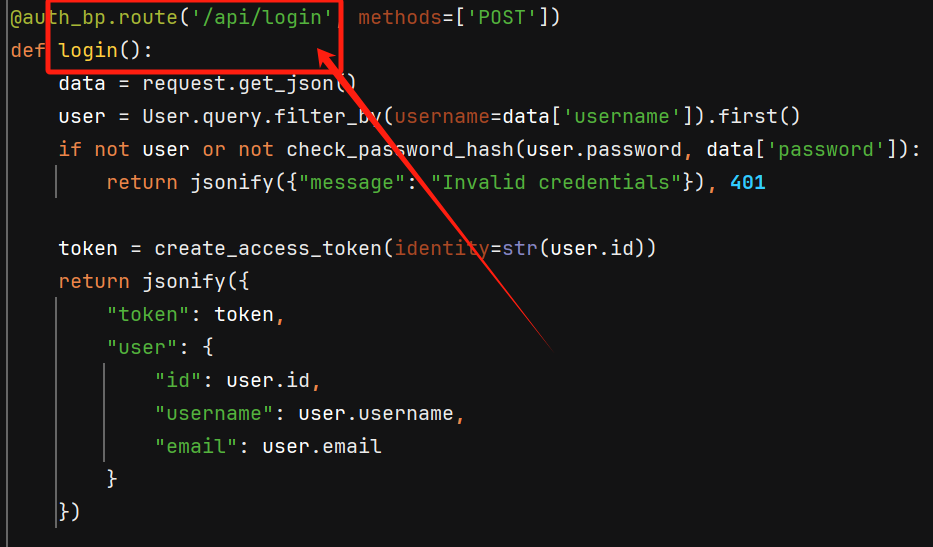 @auth_bp.route('/api/login', methods=['POST'])
def login():
    data = request.get_json()
    user = User.query.filter_by(username=data['username']).first()
    if not user or not check_password_hash(user.password, data['password']):
        return jsonify({"message": "Invalid credentials"}), 401
    token = create_access_token(identity=str(user.id))
    return jsonify({
        "token": token,
        "user": {
            "id": user.id,
            "username": user.username,
            "email": user.email
        }
    })